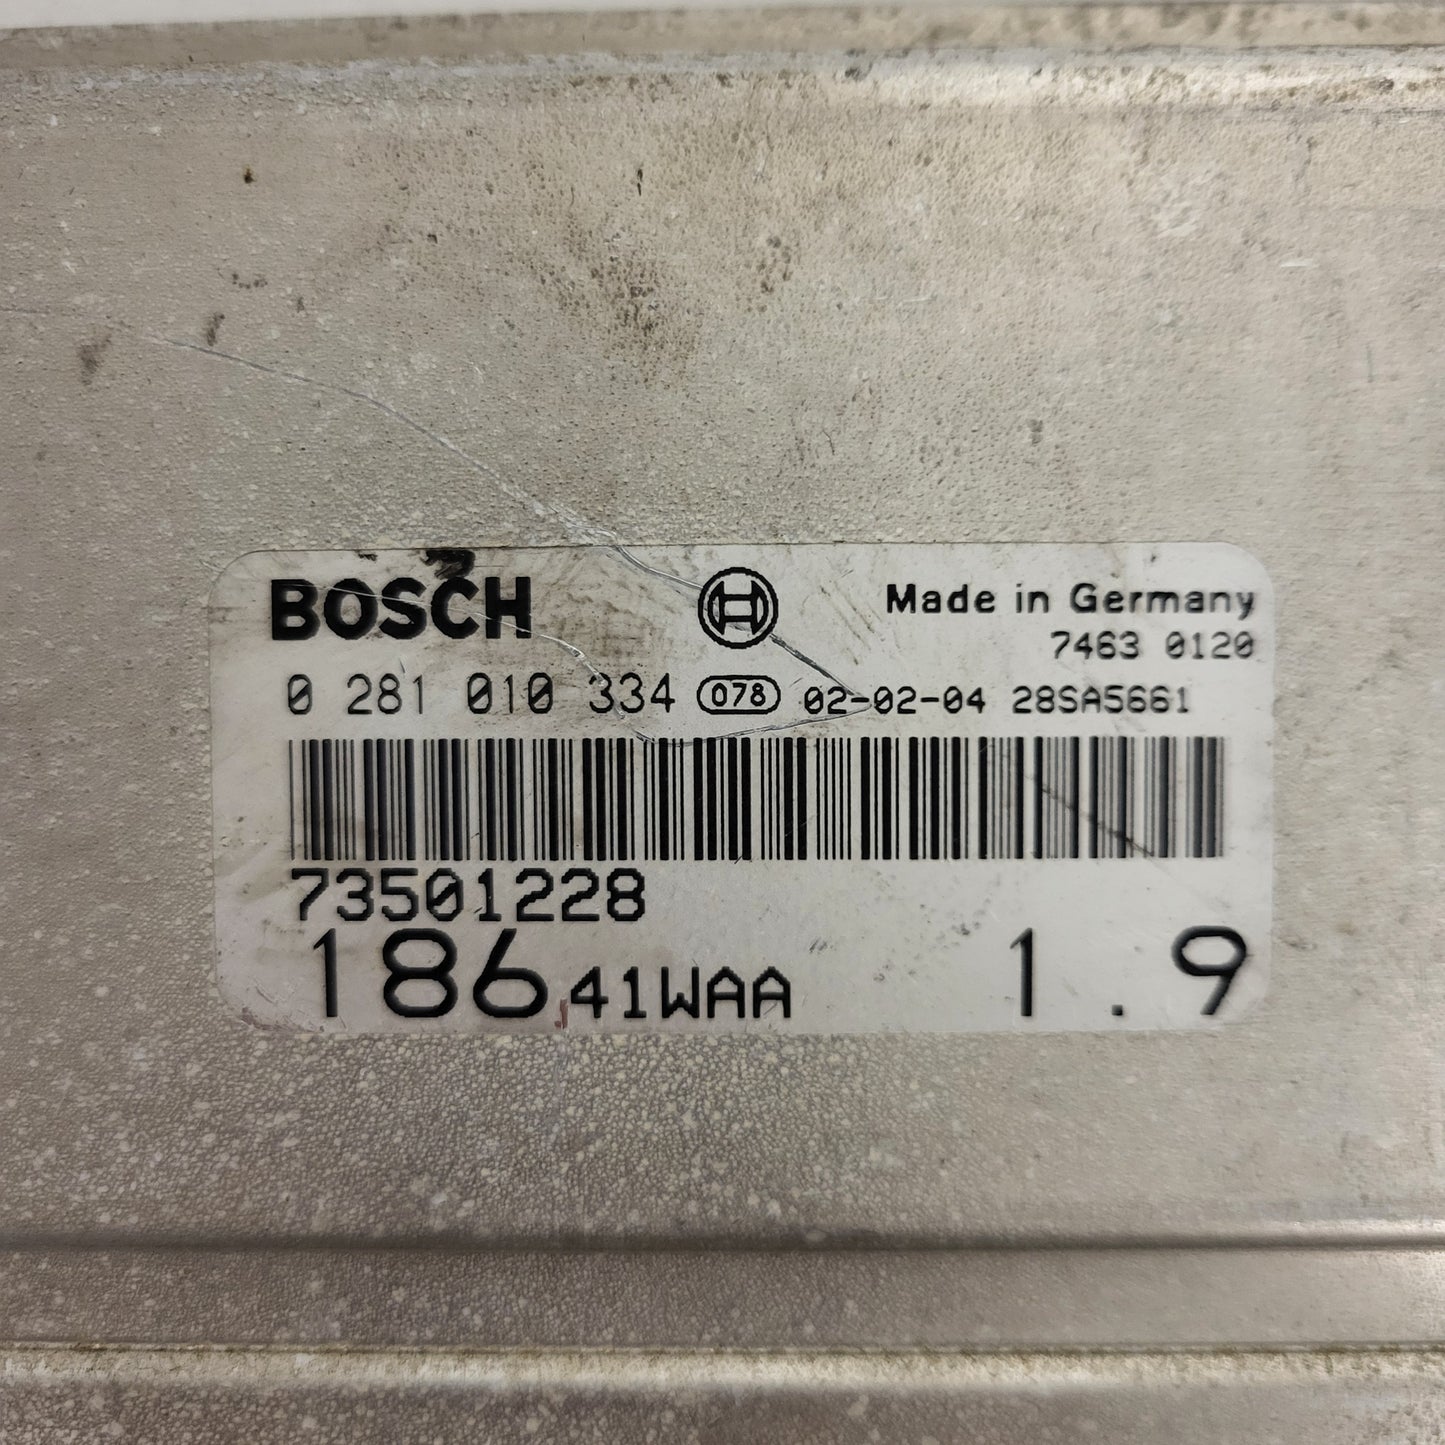 BOSCH Made in Germany
7463 0120
0 281 010 334 078 02-02-04 28SA5661
73501228
186 41WAA 1.9